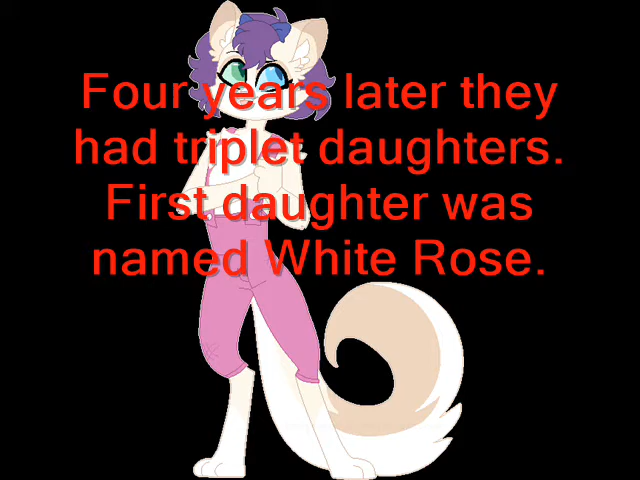 Four years later they
had triplet daughters.
First daughter was
named White Rose.